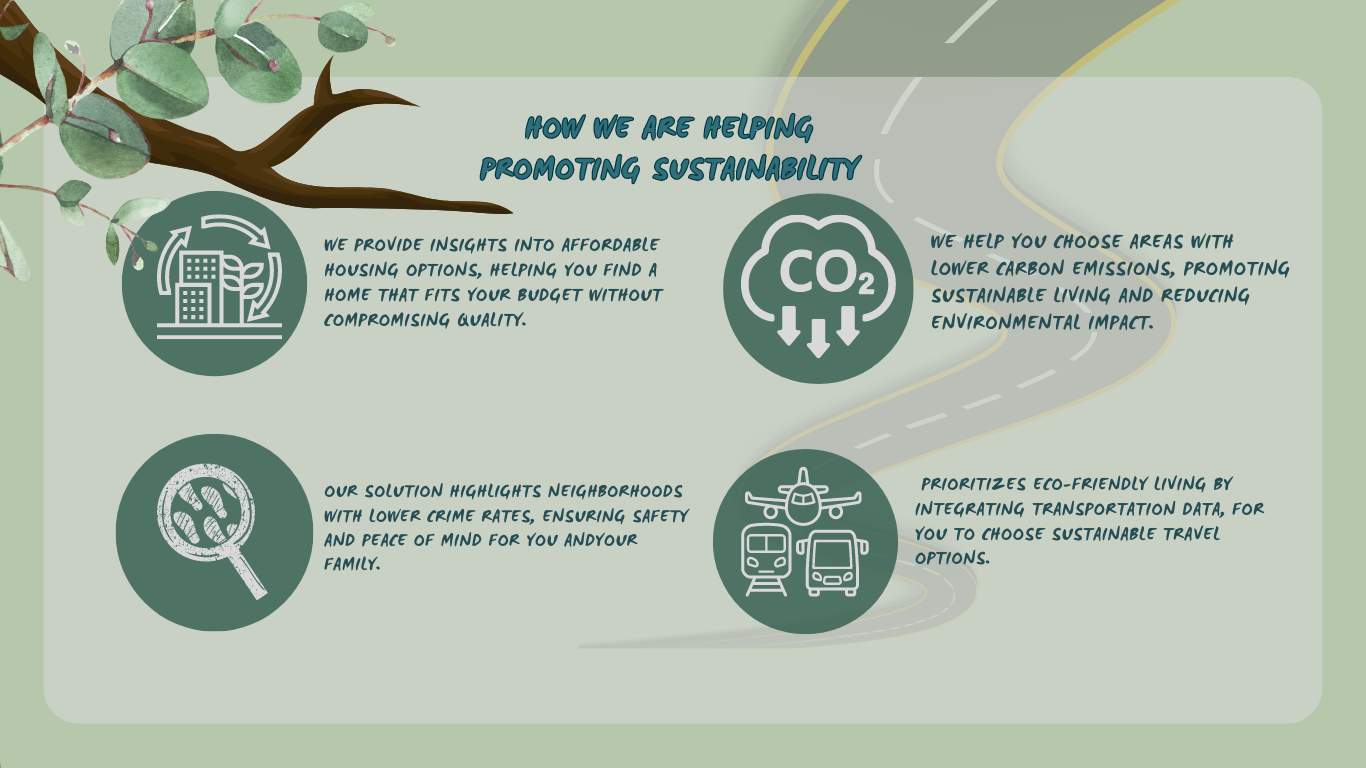 HOW WE ARE HELPING
PROMOTING SUSTAINABILITY
WE PROVIDE INSIGHTS INTO AFFORDABLE
HOUSING OPTIONS, HELPING YOU FIND A
HOME THAT FITS YOUR BUDGET WITHOUT
COMPROMISING QUALITY.
CO2
WE HELP YOU CHOOSE AREAS WITH
LOWER CARBON EMISSIONS, PROMOTING
SUSTAINABLE LIVING AND REDUCING
ENVIRONMENTAL IMPACT.
OUR SOLUTION HIGHLIGHTS NEIGHBORHOODS
WITH LOWER CRIME RATES, ENSURING SAFETY
AND PEACE OF MIND FOR YOU ANDYOUR
FAMILY.
PRIORITIZES ECO-FRIENDLY LIVING BY
INTEGRATING TRANSPORTATION DATA, FOR
YOU TO CHOOSE SUSTAINABLE TRAVEL
OPTIONS.